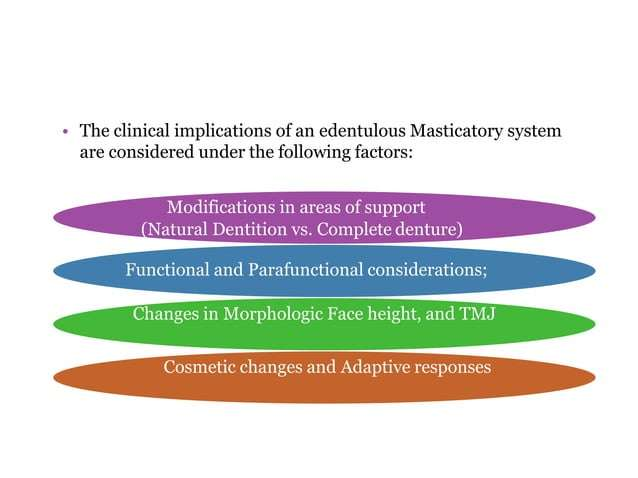 • The clinical implications of an edentulous Masticatory system
are considered under the following factors:
Modifications in areas of support
(Natural Dentition vs. Complete denture)
Functional and Parafunctional considerations;
Changes in Morphologic Face height, and TMJ
Cosmetic changes and Adaptive responses